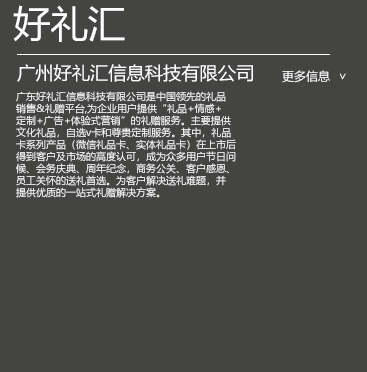 好礼汇
广州好礼汇信息科技有限公司 更多信息 v
广东好礼汇信息科技有限公司是中国领先的礼品
销售&礼赠平台,为企业用户提供“礼品+情感+
定制+广告+体验式营销”的礼赠服务。主要提供
文化礼品，自选v卡和尊贵定制服务。其中，礼品
卡系列产品（微信礼品卡、实体礼品卡）在上市后
得到客户及市场的高度认可，成为众多用户节日问
候、会务庆典、周年纪念，商务公关、客户感恩、
员工关怀的送礼首选。为客户解决送礼难题，并
提供优质的一站式礼赠解决方案。